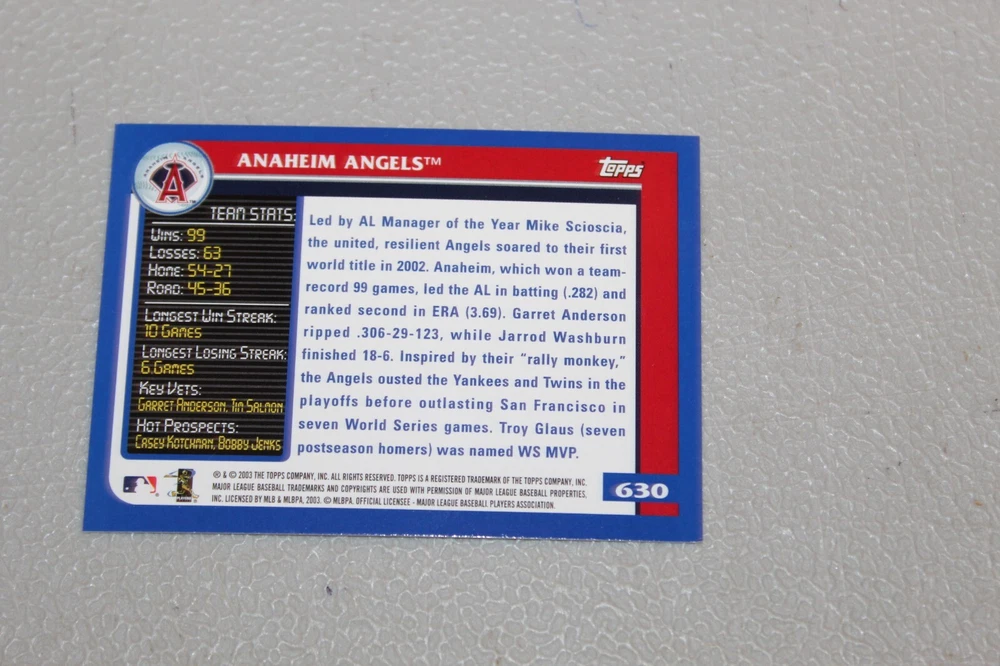 ANAHEIM ANGELS™
topps
A
TEAM STATS:
WINS: 99
LOSSES: 63
HOME: 54-27
ROAD: 45-36
LONGEST WIN STREAK:
10 GAMES
LONGEST LOSING STREAK:
6 GAMES
KEY VETS:
GARRET ANDERSON, TIM SALMON
HOT PROSPECTS:
CASEY KOTCHMAN, BOBBY JENKS
Led by AL Manager of the Year Mike Scioscia,
the united, resilient Angels soared to their first
world title in 2002. Anaheim, which won a team-
record 99 games, led the AL in batting (.282) and
ranked second in ERA (3.69). Garret Anderson
ripped .306-29-123, while Jarrod Washburn
finished 18-6. Inspired by their "rally monkey,"
the Angels ousted the Yankees and Twins in the
playoffs before outlasting San Francisco in
seven World Series games. Troy Glaus (seven
postseason homers) was named WS MVP.
® & © 2003 THE TOPPS COMPANY, INC. ALL RIGHTS RESERVED. TOPPS IS A REGISTERED TRADEMARK OF THE TOPPS COMPANY, INC.
MAJOR LEAGUE BASEBALL TRADEMARKS AND COPYRIGHTS ARE USED WITH PERMISSION OF MAJOR LEAGUE BASEBALL PROPERTIES,
INC. LICENSED BY MLB & MLBPA, 2003. © MLBPA. OFFICIAL LICENSEE - MAJOR LEAGUE BASEBALL PLAYERS ASSOCIATION.
630